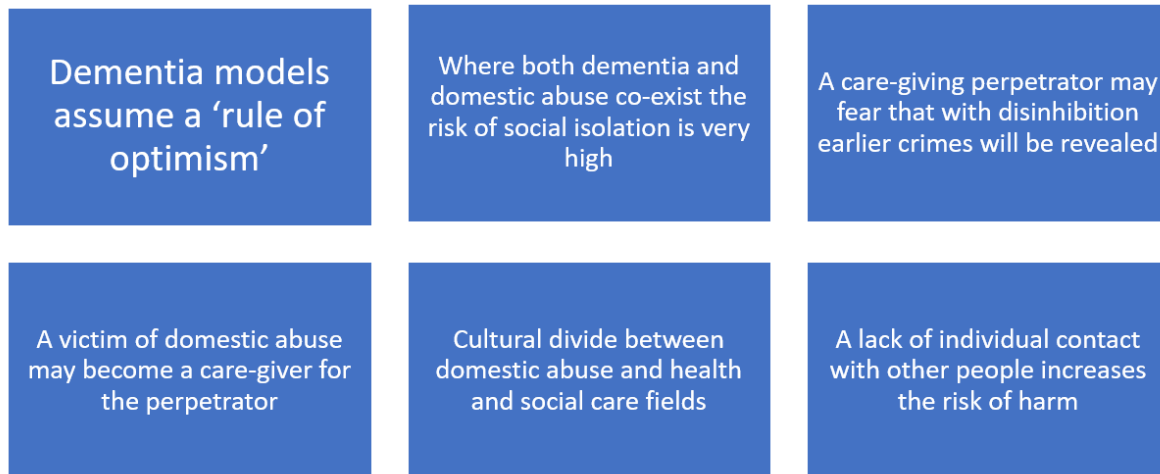 Dementia models
assume a ‘rule of
optimism’
Where both dementia and
domestic abuse co-exist the
risk of social isolation is very
high
A care-giving perpetrator may
fear that with disinhibition
earlier crimes will be revealed
A victim of domestic abuse
may become a care-giver for
the perpetrator
Cultural divide between
domestic abuse and health
and social care fields
A lack of individual contact
with other people increases
the risk of harm